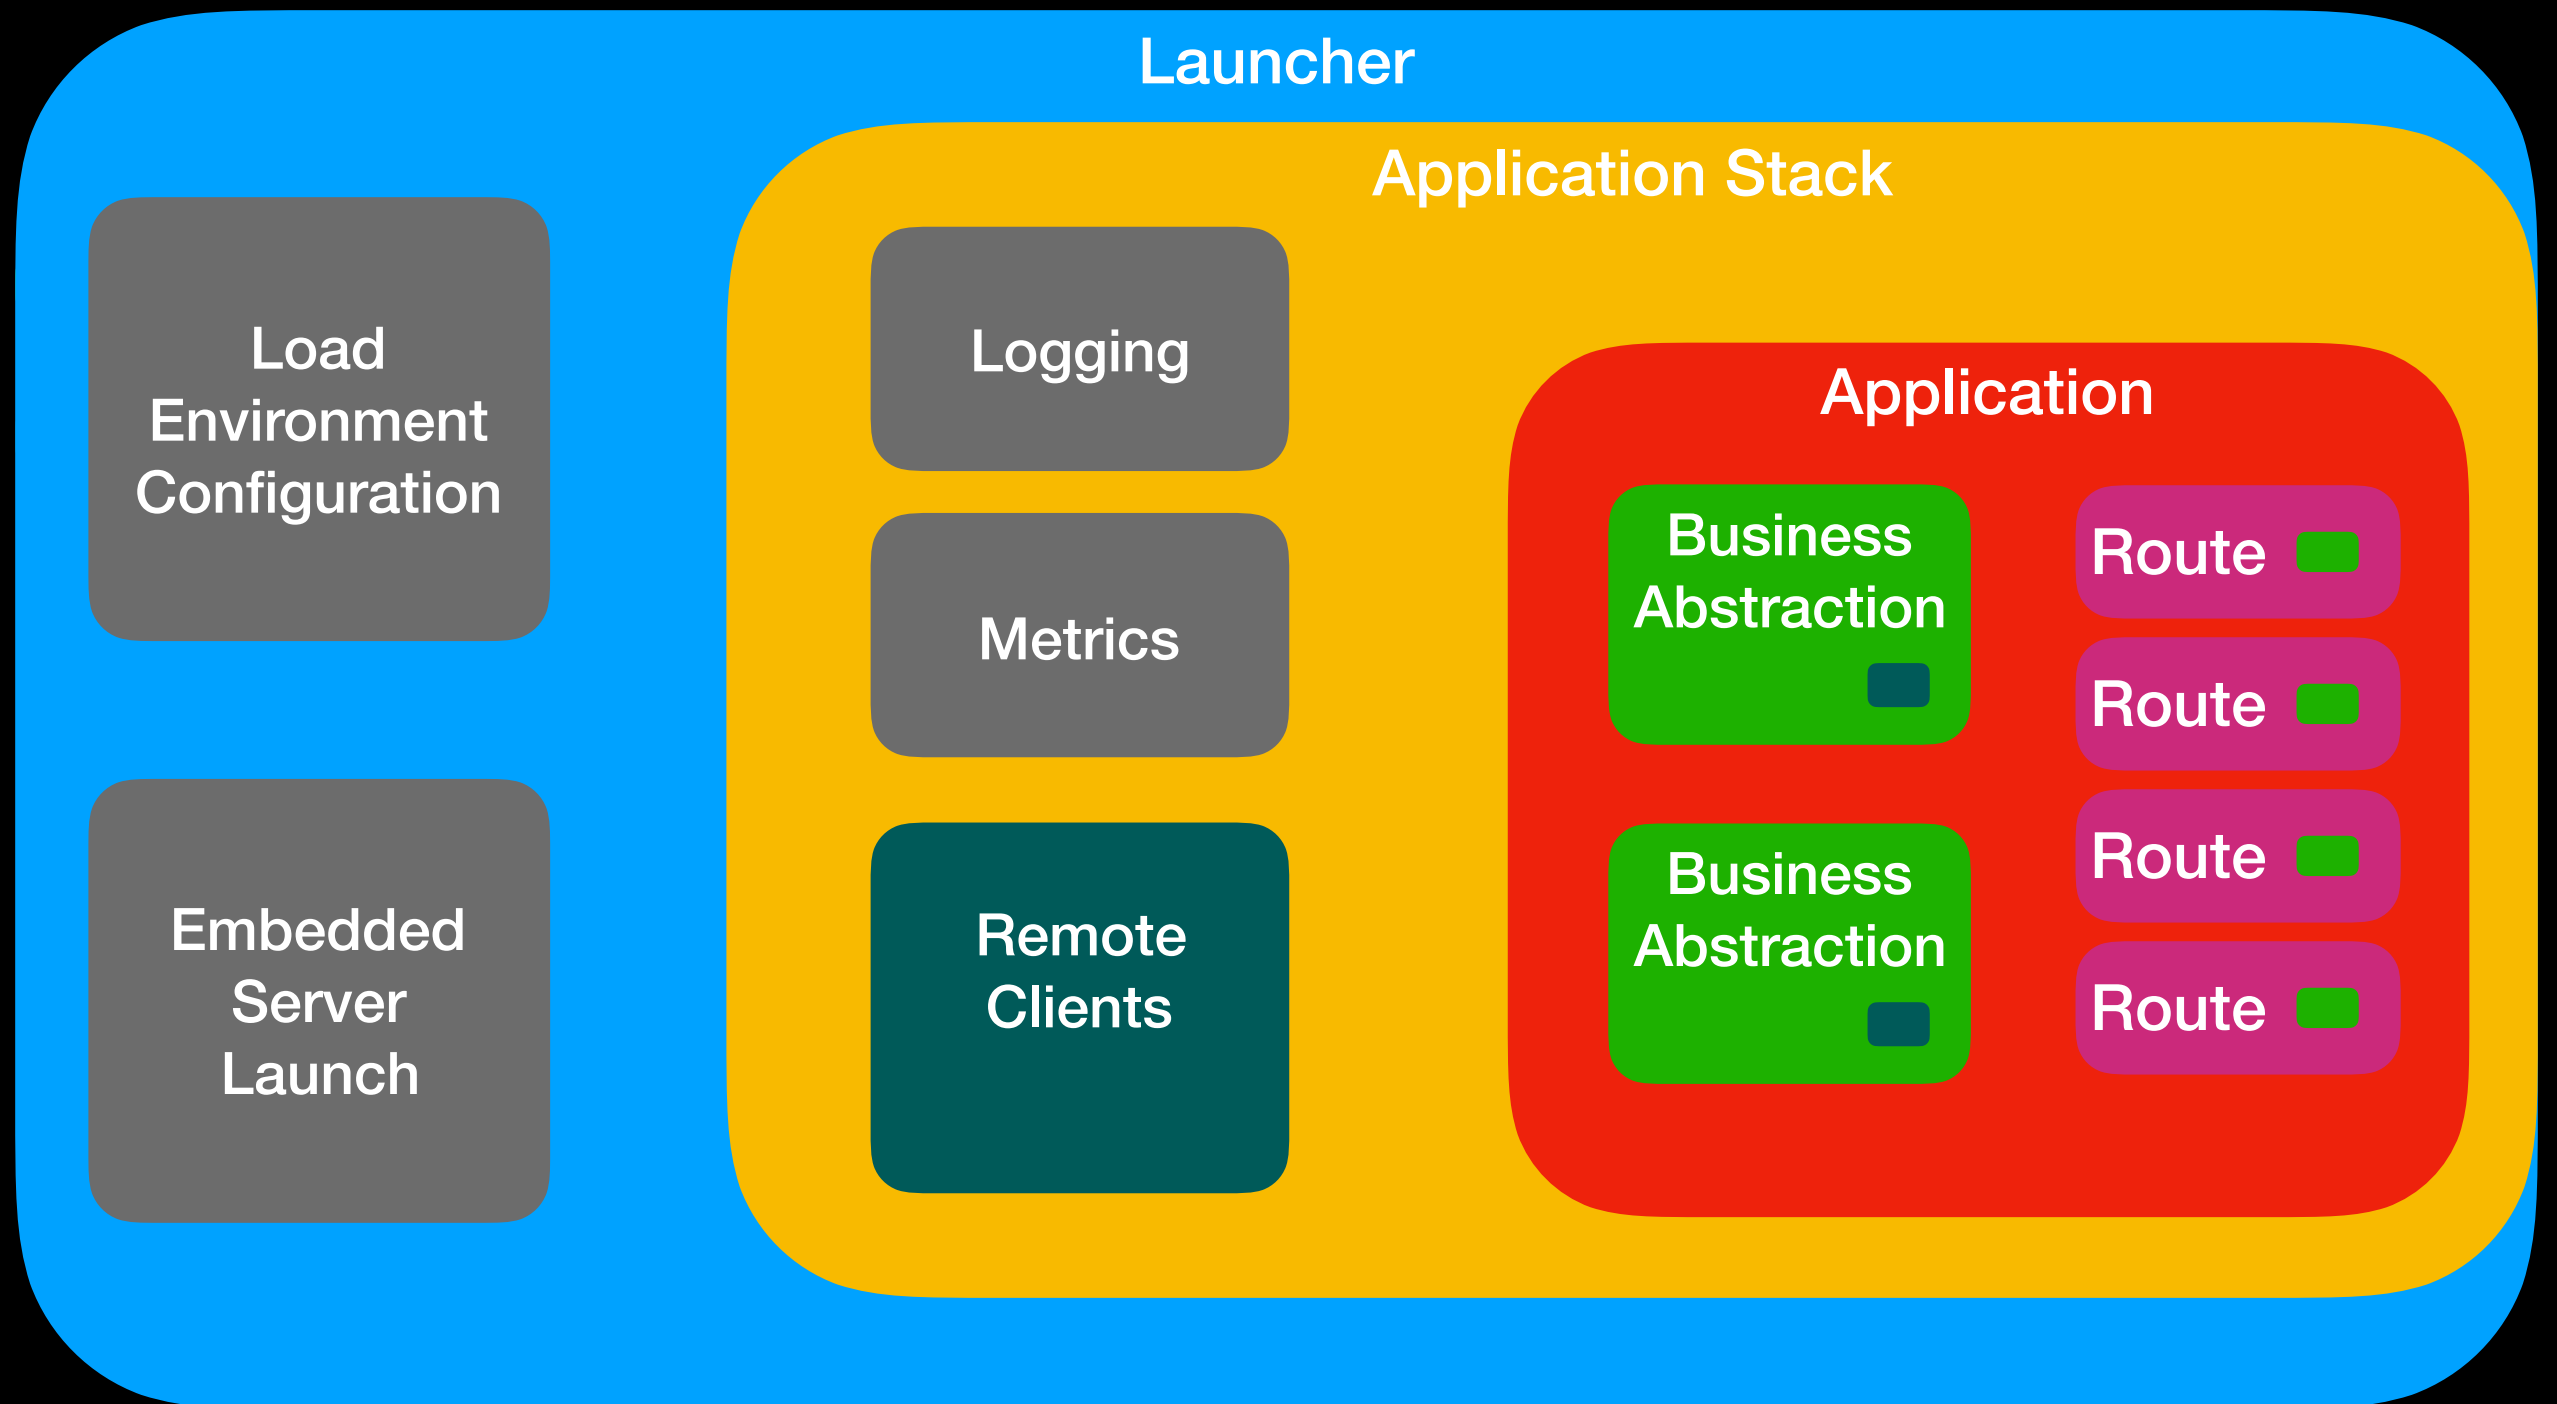 Launcher
Load
Environment
Configuration
Embedded
Server
Launch
Application Stack
Logging
Metrics
Remote
Clients
Application
Business
Abstraction
Business
Abstraction
Route
Route
Route
Route